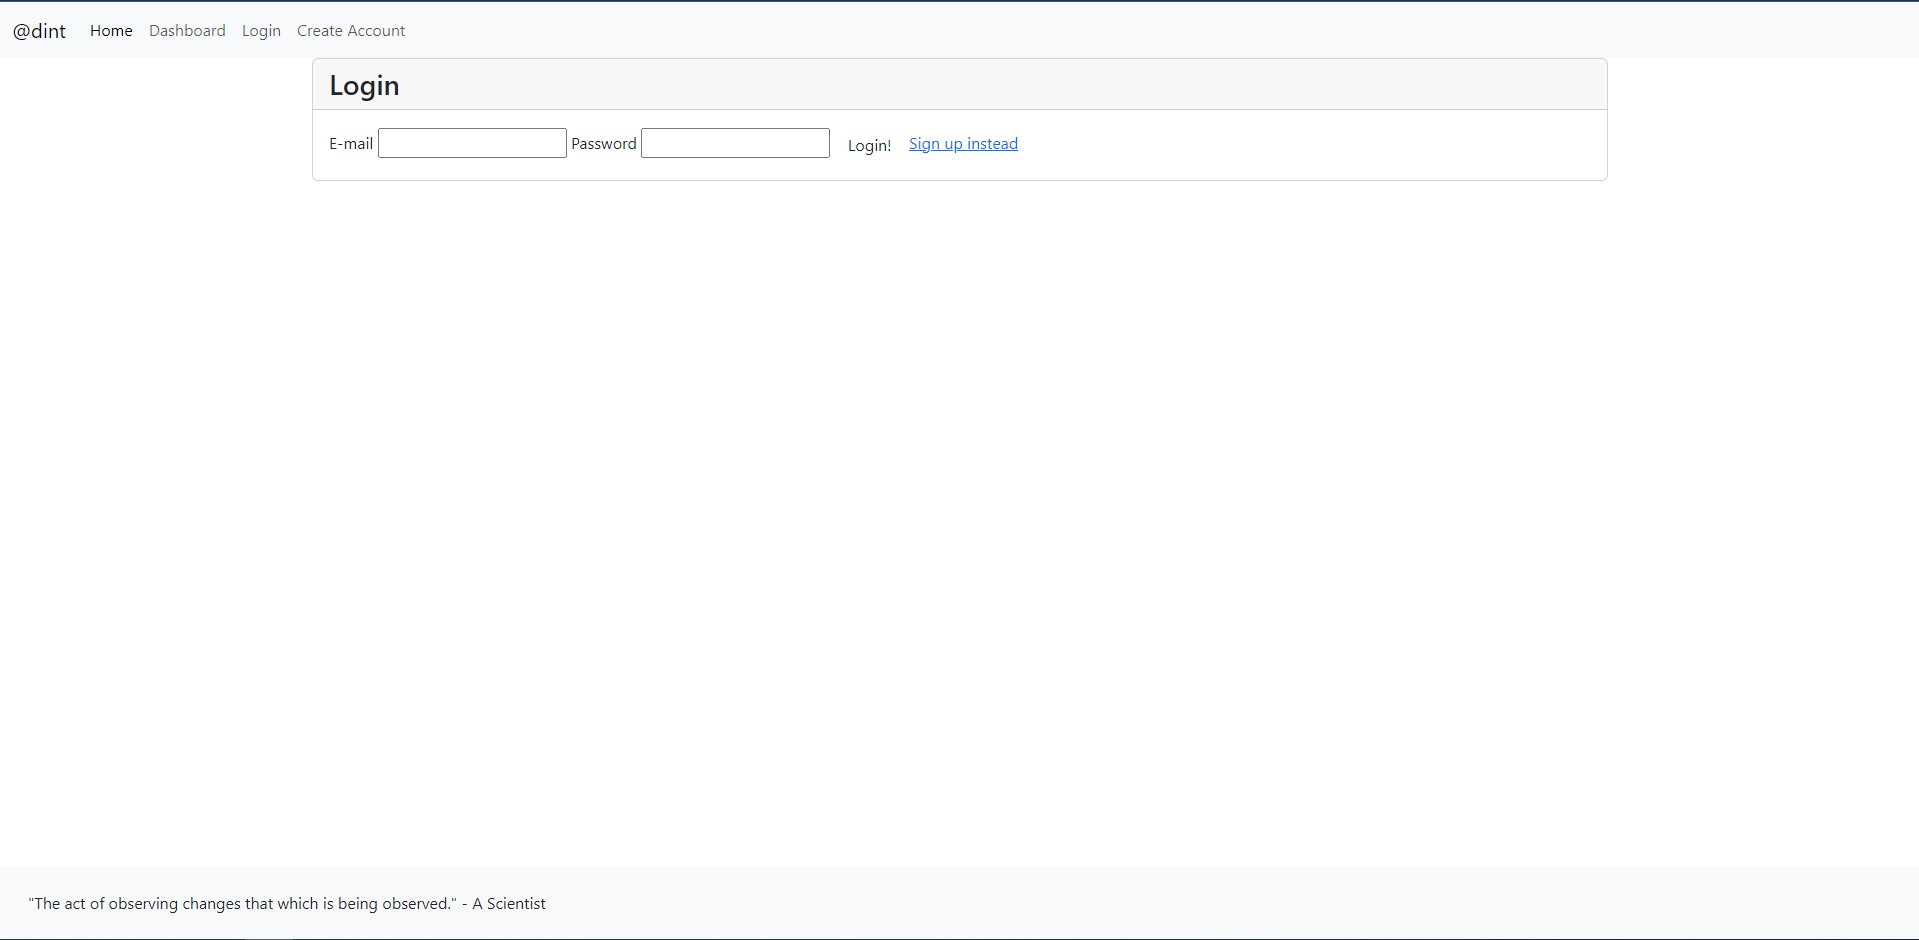 @dint Home Dashboard Login Create Account
Login
E-mail Password Login! Sign up instead
"The act of observing changes that which is being observed." - A Scientist